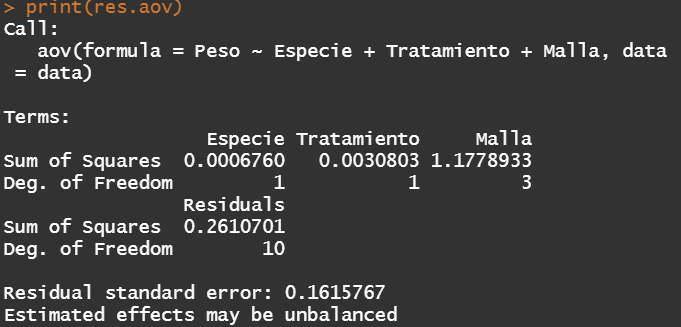 > print(res.aov)
Call:
   aov(formula = Peso ~ Especie + Tratamiento + Malla, data
 = data)

Terms:
                  Especie Tratamiento     Malla
Sum of Squares  0.0006760   0.0030803 1.1778933
Deg. of Freedom         1           1         3
                Residuals
Sum of Squares  0.2610701
Deg. of Freedom        10

Residual standard error: 0.1615767
Estimated effects may be unbalanced